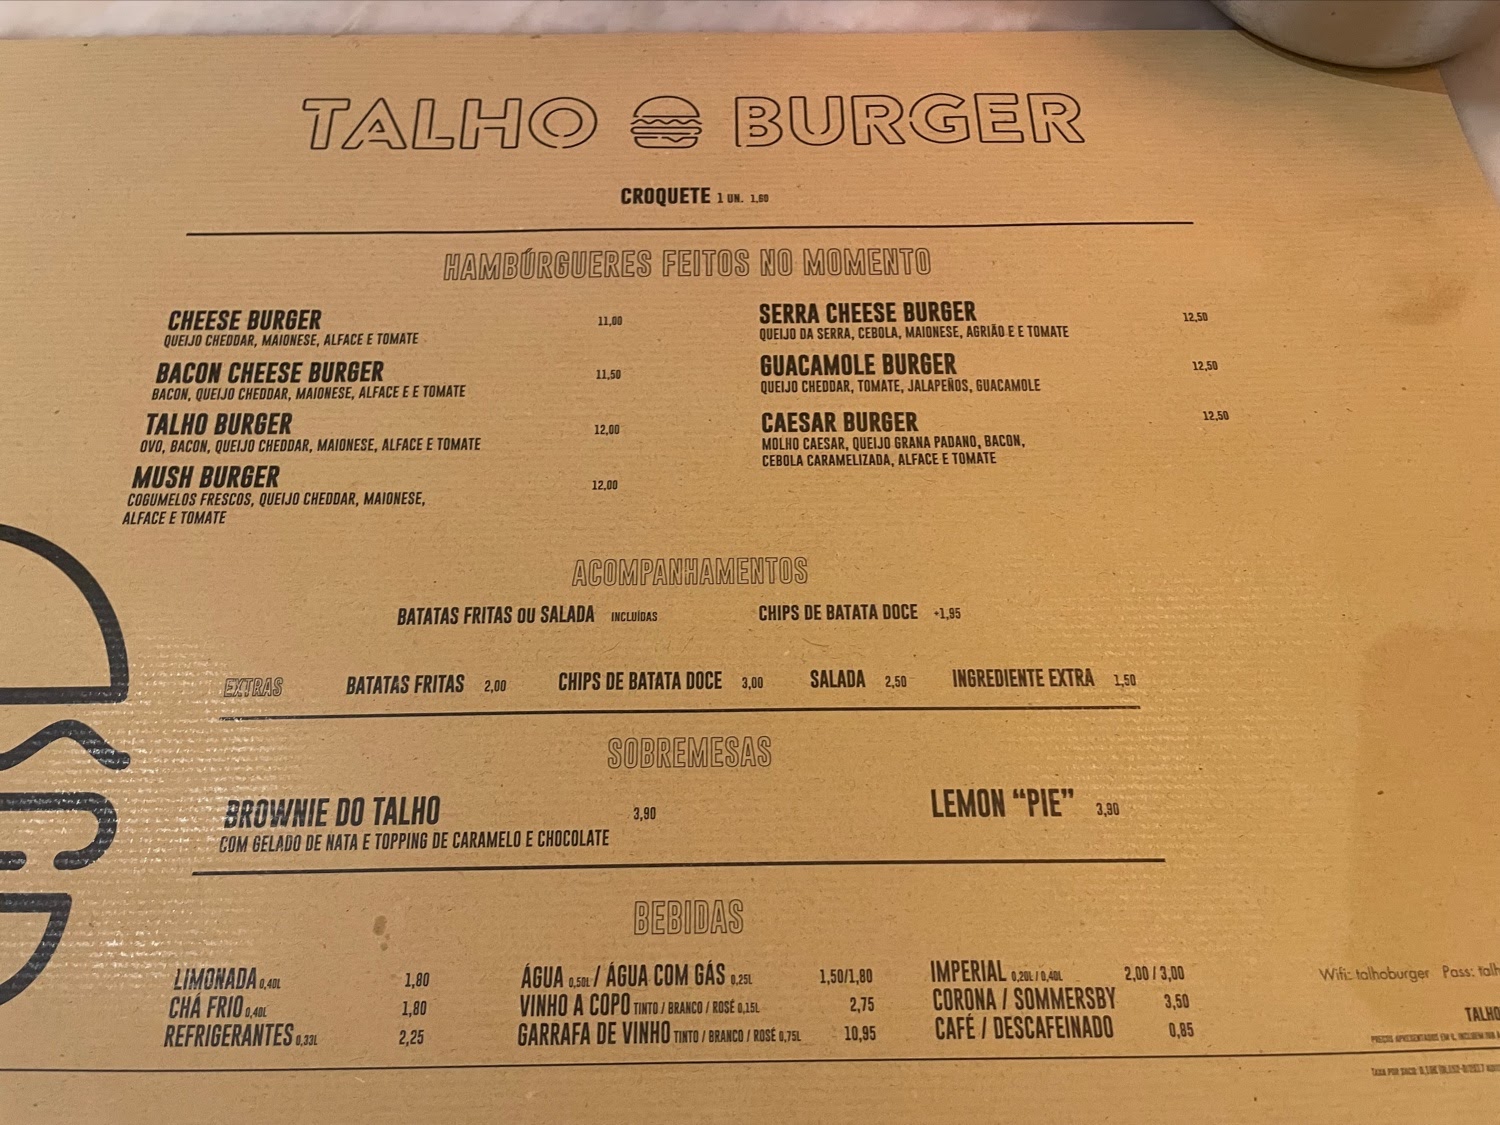 TALHO BURGER
CROQUETE 1 UN. 1,60
HAMBÚRGUERES FEITOS NO MOMENTO
CHEESE BURGER 11,00
QUEIJO CHEDDAR, MAIONESE, ALFACE E TOMATE
BACON CHEESE BURGER 11,50
BACON, QUEIJO CHEDDAR, MAIONESE, ALFACE E E TOMATE
TALHO BURGER 12,00
OVO, BACON, QUEIJO CHEDDAR, MAIONESE, ALFACE E TOMATE
MUSH BURGER 12,00
COGUMELOS FRESCOS, QUEIJO CHEDDAR, MAIONESE,
ALFACE E TOMATE
SERRA CHEESE BURGER 12,50
QUEIJO DA SERRA, CEBOLA, MAIONESE, AGRIÃO E E TOMATE
GUACAMOLE BURGER 12,50
QUEIJO CHEDDAR, TOMATE, JALAPEÑOS, GUACAMOLE
CAESAR BURGER 12,50
MOLHO CAESAR, QUEIJO GRANA PADANO, BACON,
CEBOLA CARAMELIZADA, ALFACE E TOMATE
ACOMPANHAMENTOS
BATATAS FRITAS OU SALADA INCLUÍDAS CHIPS DE BATATA DOCE +1,95
EXTRAS BATATAS FRITAS 2,00 CHIPS DE BATATA DOCE 3,00 SALADA 2,50 INGREDIENTE EXTRA 1,50
SOBREMESAS
BROWNIE DO TALHO 3,90
COM GELADO DE NATA E TOPPING DE CARAMELO E CHOCOLATE
LEMON “PIE” 3,90
BEBIDAS
LIMONADA 0,40L 1,80
CHÁ FRIO 0,40L 1,80
REFRIGERANTES 0,33L 2,25
ÁGUA 0,50L / ÁGUA COM GÁS 0,25L 1,50/1,80
VINHO A COPO TINTO / BRANCO / ROSÉ 0,15L 2,75
GARRAFA DE VINHO TINTO / BRANCO / ROSÉ 0,75L 10,95
IMPERIAL 0,20L / 0,40L 2,00 / 3,00
CORONA / SOMMERSBY 3,50
CAFÉ / DESCAFEINADO 0,85
Wifi: talhoburger Pass: talh
TALHO
PREÇOS APRESENTADOS EM €, INCLUEM IVA
TAXA POR SACO: